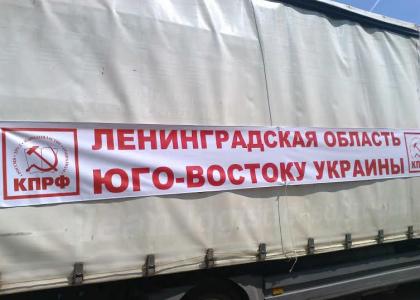 ЛЕНИНГРАДСКАЯ ОБЛАСТЬ
ЮГО-ВОСТОКУ УКРАИНЫ
КПРФ